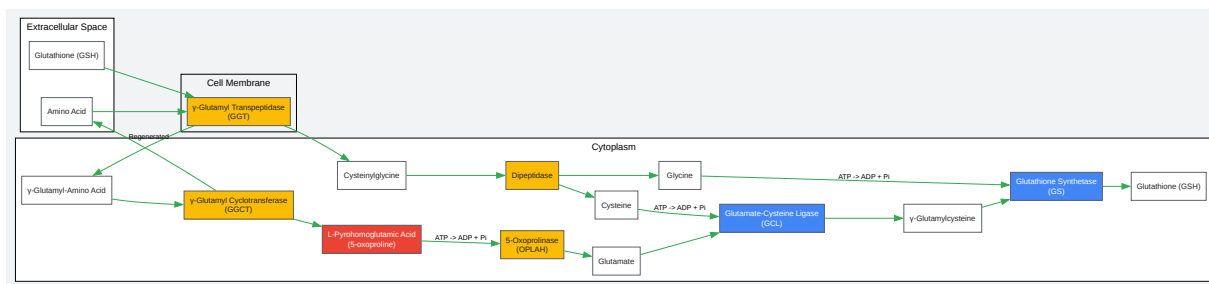 Extracellular Space
Glutathione (GSH)
Cell Membrane
Amino Acid
γ-Glutamyl Transpeptidase
(GGT)
Regenerated
Cytoplasm
γ-Glutamyl-Amino Acid
Cysteinylglycine
Dipeptidase
Glycine
ATP -> ADP + Pi
Glutathione Synthetase
(GS)
Glutathione (GSH)
γ-Glutamyl Cyclotransferase
(GGCT)
Cysteine
ATP -> ADP + Pi
Glutamate-Cysteine Ligase
(GCL)
γ-Glutamylcysteine
L-Pyrohomoglutamic Acid
(5-oxoproline)
ATP -> ADP + Pi
5-Oxoprolinase
(OPLAH)
Glutamate